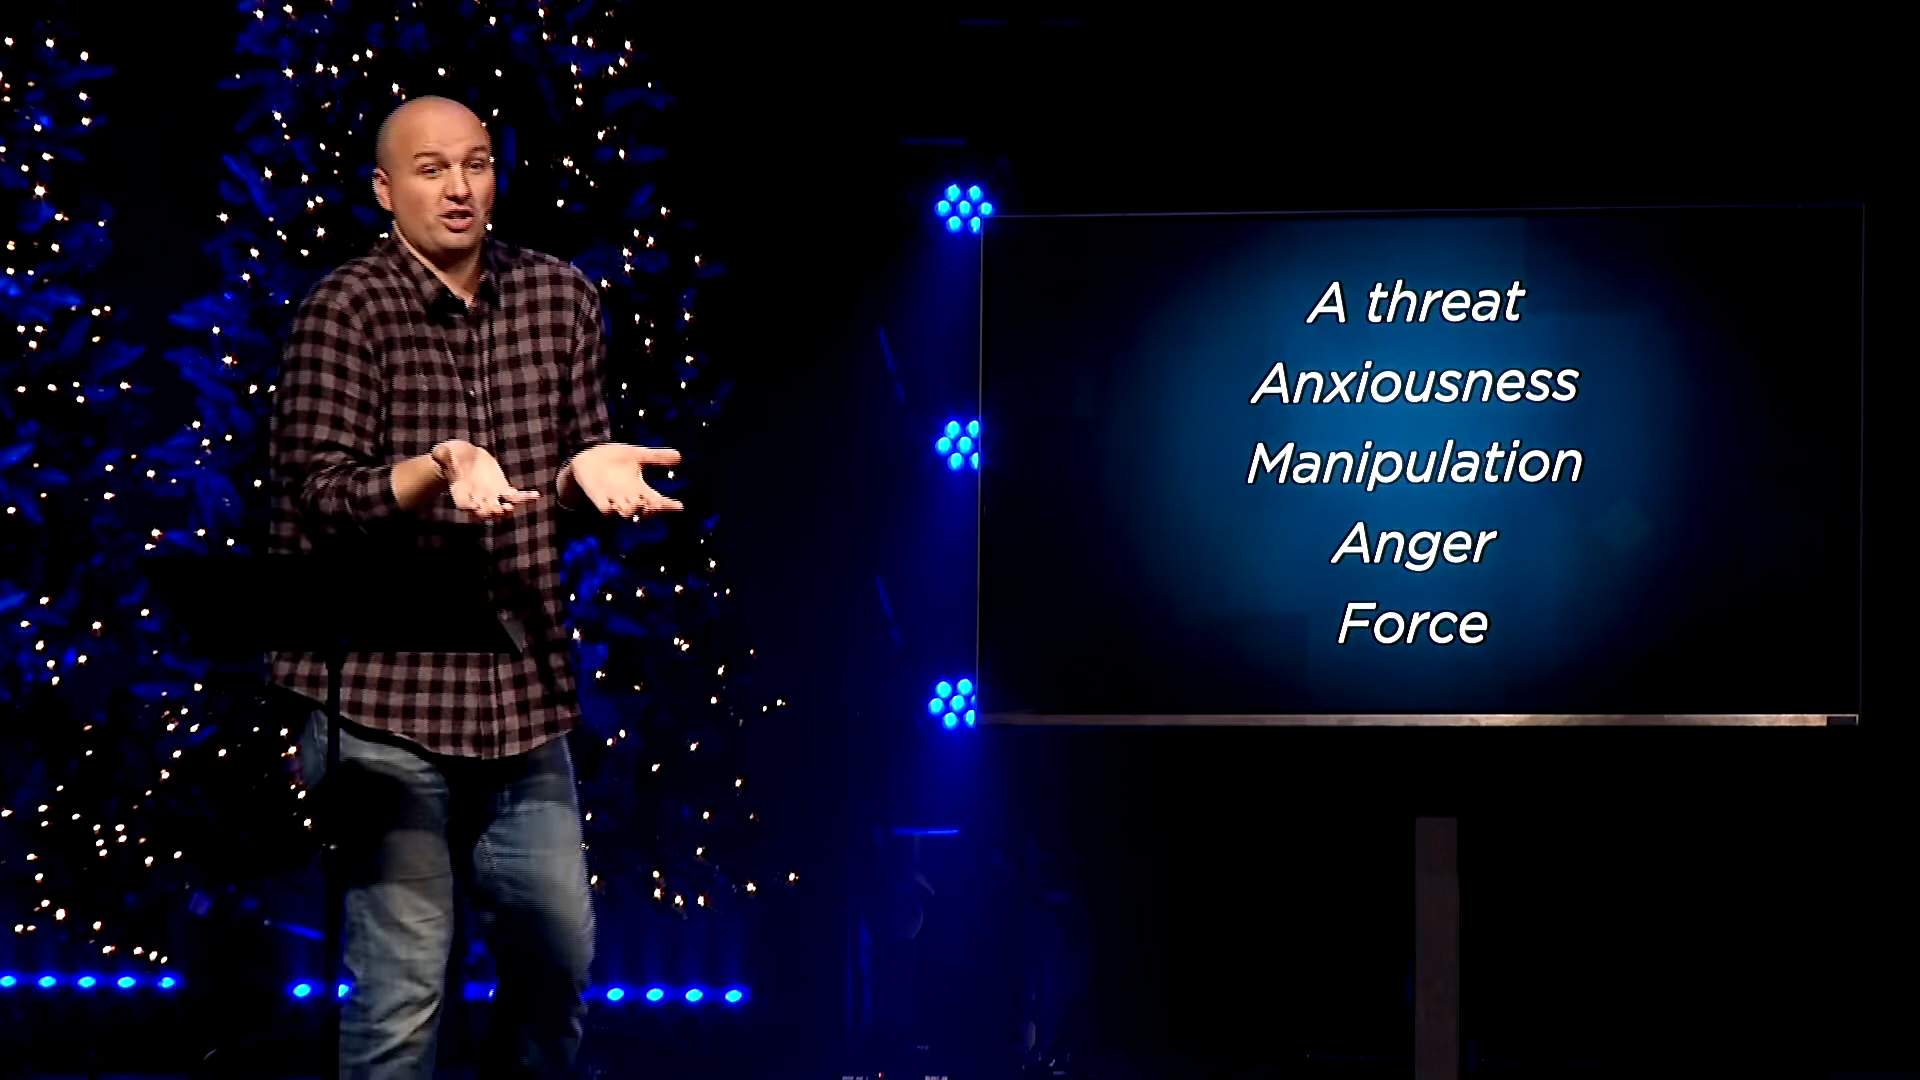 A threat
Anxiousness
Manipulation
Anger
Force